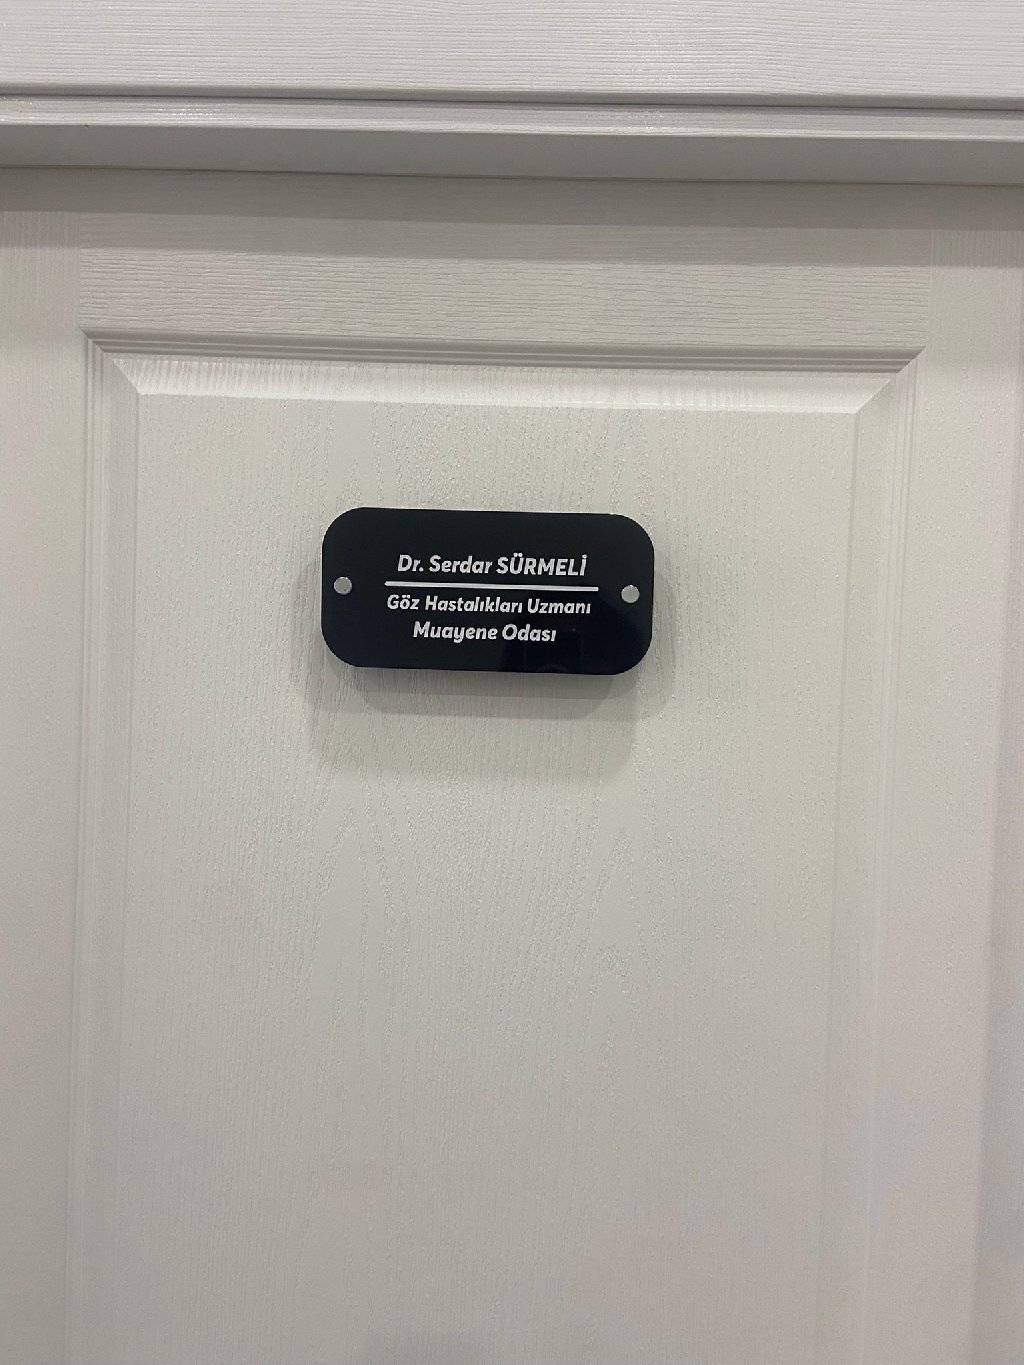 Dr. Serdar SÜRMELİ
Göz Hastalıkları Uzmanı
Muayene Odası